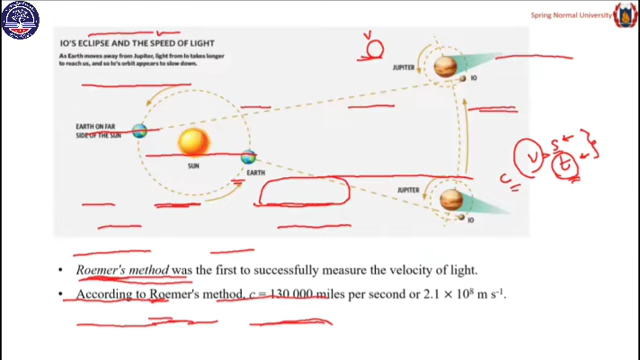 Spring Normal University
IO'S ECLIPSE AND THE SPEED OF LIGHT
As Earth moves away from Jupiter, light from Io takes longer
to reach us, and so Io's orbit appears to slow down.
V
JUPITER
IO
EARTH ON FAR
SIDE OF THE SUN
SUN
EARTH
JUPITER
IO
C
V
S
t
• Roemer's method was the first to successfully measure the velocity of light.
• According to Roemer's method, c = 130 000 miles per second or 2.1 × 10⁸ m s⁻¹.